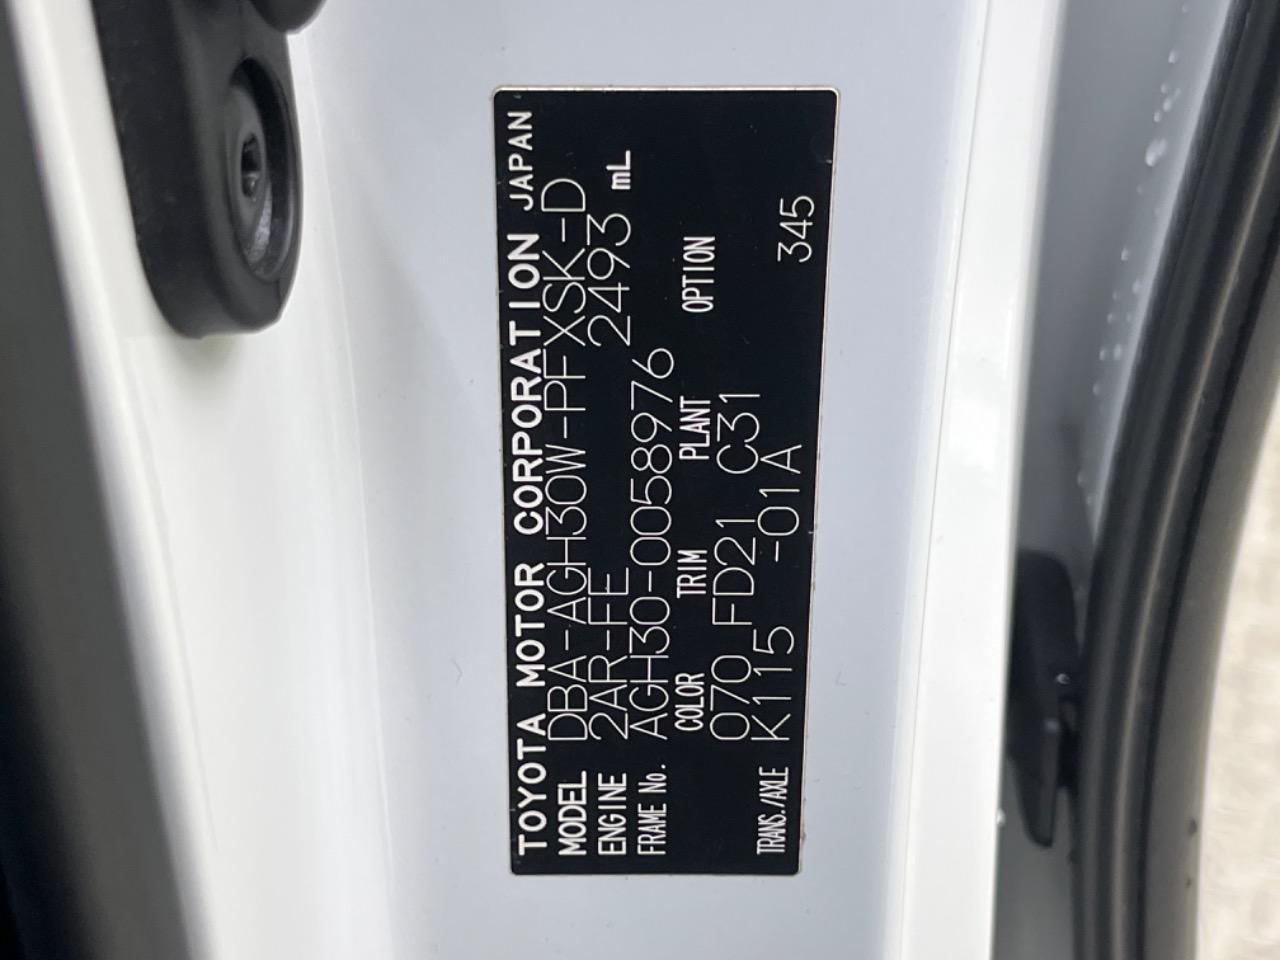 TOYOTA MOTOR CORPORATION JAPAN
MODEL DBA-AGH30W-PFXSK-D
ENGINE 2AR-FE 2493 mL
FRAME No. AGH30-0058976
COLOR TRIM PLANT OPTION
070 FD21 C31
TRANS./AXLE K115 -01A 345